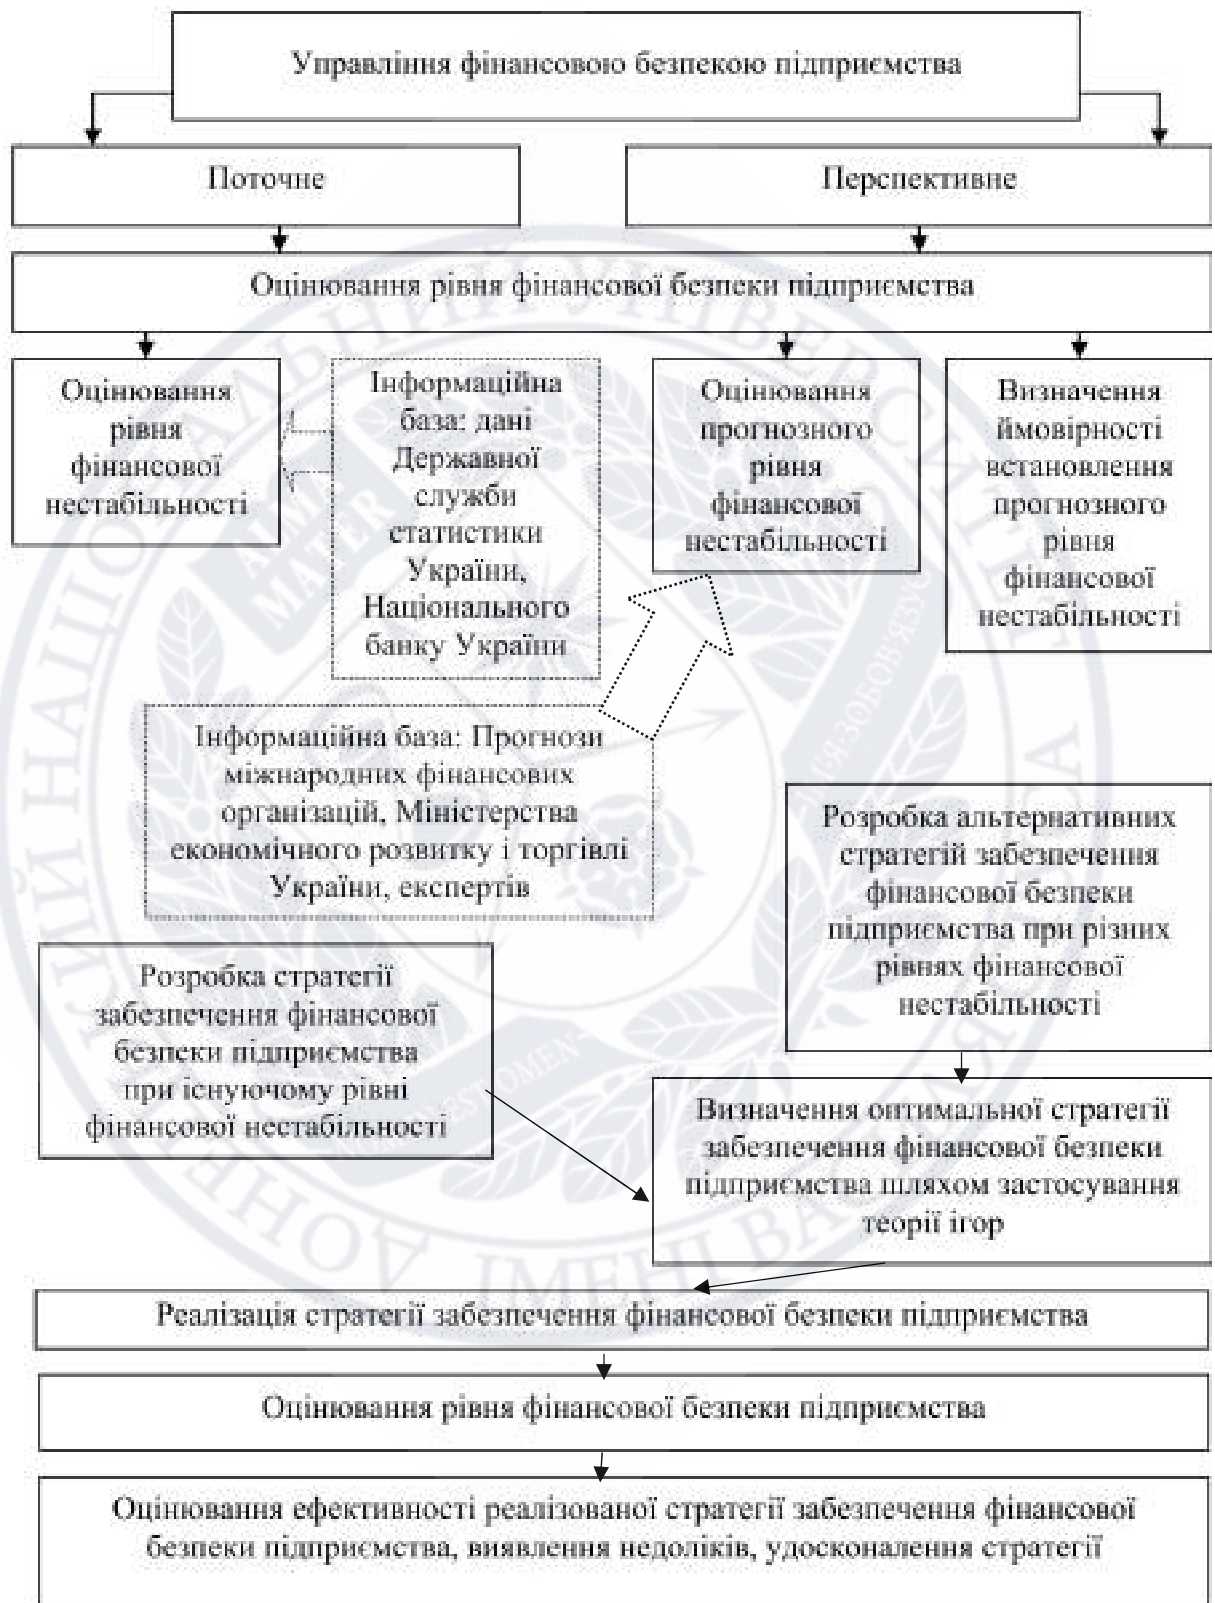 Управління фінансовою безпекою підприємства
Поточне
Перспективне
Оцінювання рівня фінансової безпеки підприємства
Оцінювання
рівня
фінансової
нестабільності
Інформаційна
база: дані
Державної
служби
статистики
України,
Національного
банку України
Оцінювання
прогнозного
рівня
фінансової
нестабільності
Визначення
ймовірності
встановлення
прогнозного
рівня
фінансової
нестабільності
Інформаційна база: Прогнози
міжнародних фінансових
організацій, Міністерства
економічного розвитку і торгівлі
України, експертів
Розробка альтернативних
стратегій забезпечення
фінансової безпеки
підприємства при різних
рівнях фінансової
нестабільності
Розробка стратегії
забезпечення фінансової
безпеки підприємства
при існуючому рівні
фінансової нестабільності
Визначення оптимальної стратегії
забезпечення фінансової безпеки
підприємства шляхом застосування
теорії ігор
Реалізація стратегії забезпечення фінансової безпеки підприємства
Оцінювання рівня фінансової безпеки підприємства
Оцінювання ефективності реалізованої стратегії забезпечення фінансової
безпеки підприємства, виявлення недоліків, удосконалення стратегії